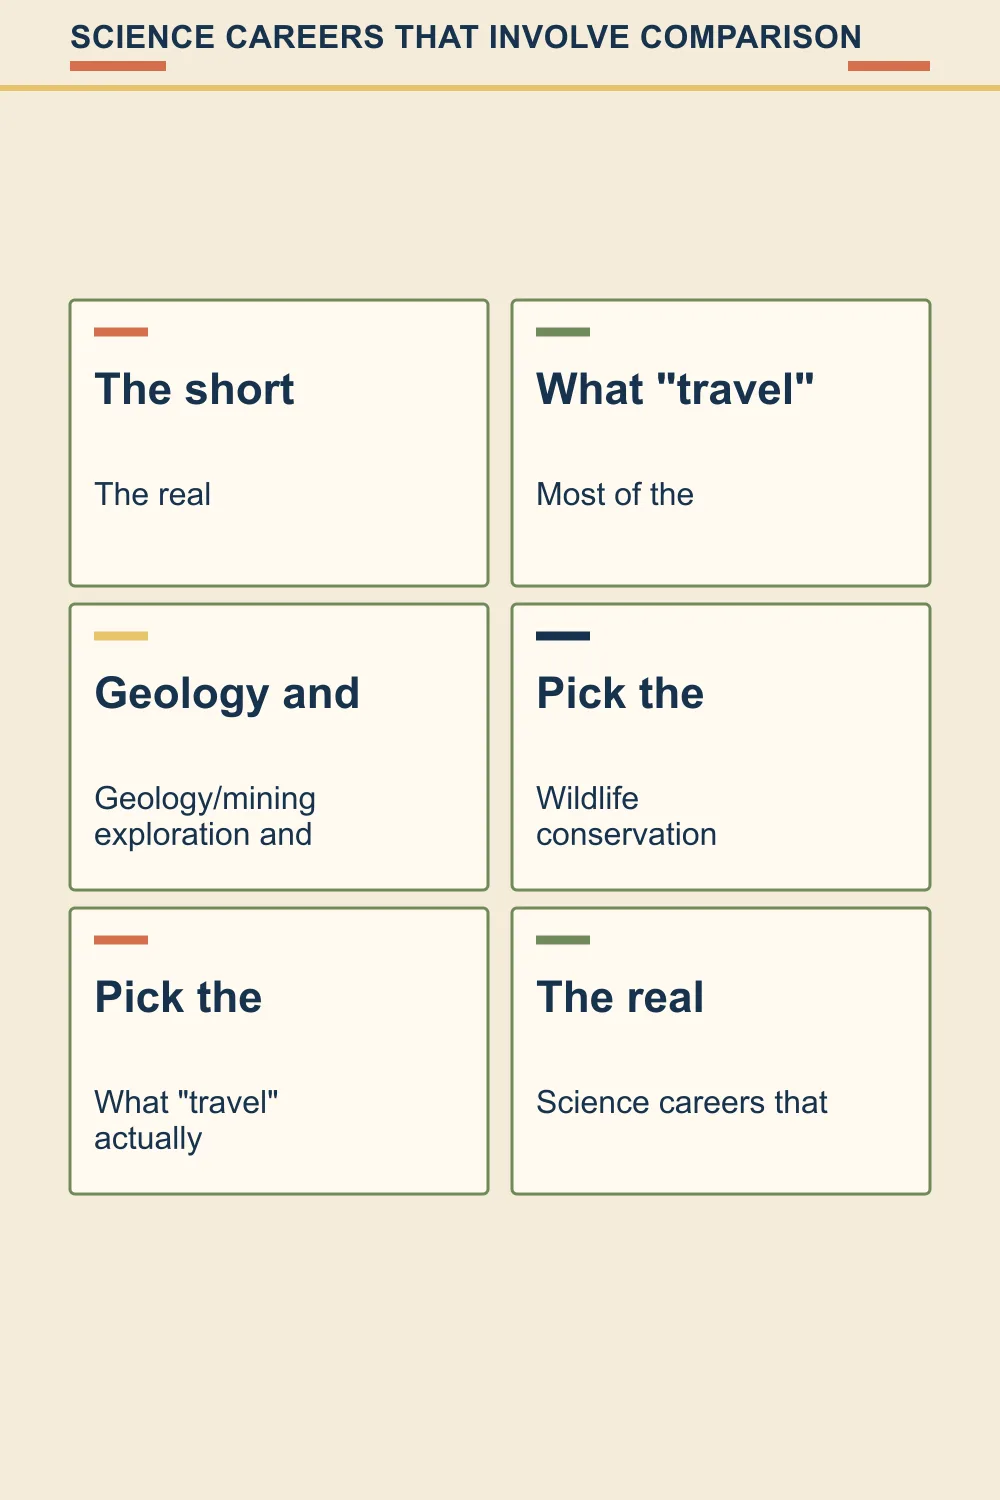 SCIENCE CAREERS THAT INVOLVE COMPARISON
The short
The real
What "travel"
Most of the
Geology and
Geology/mining
exploration and
Pick the
Wildlife
conservation
Pick the
What "travel"
actually
The real
Science careers that